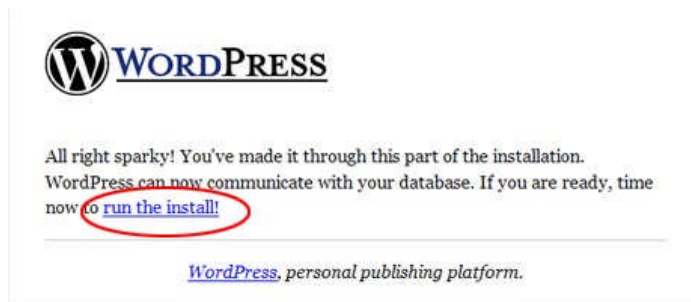 WORDPRESS
All right sparky! You've made it through this part of the installation.
WordPress can now communicate with your database. If you are ready, time
now to run the install!
WordPress, personal publishing platform.